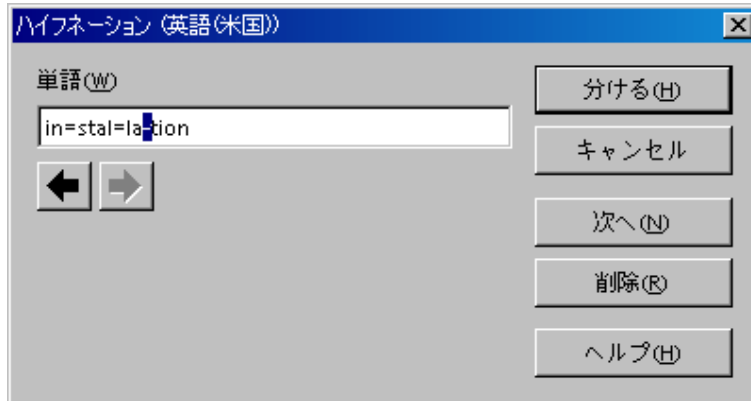 ハイフネーション (英語(米国))
単語(W)
in=stal=la-tion
分ける(H)
キャンセル
次へ(N)
削除(R)
ヘルプ(H)